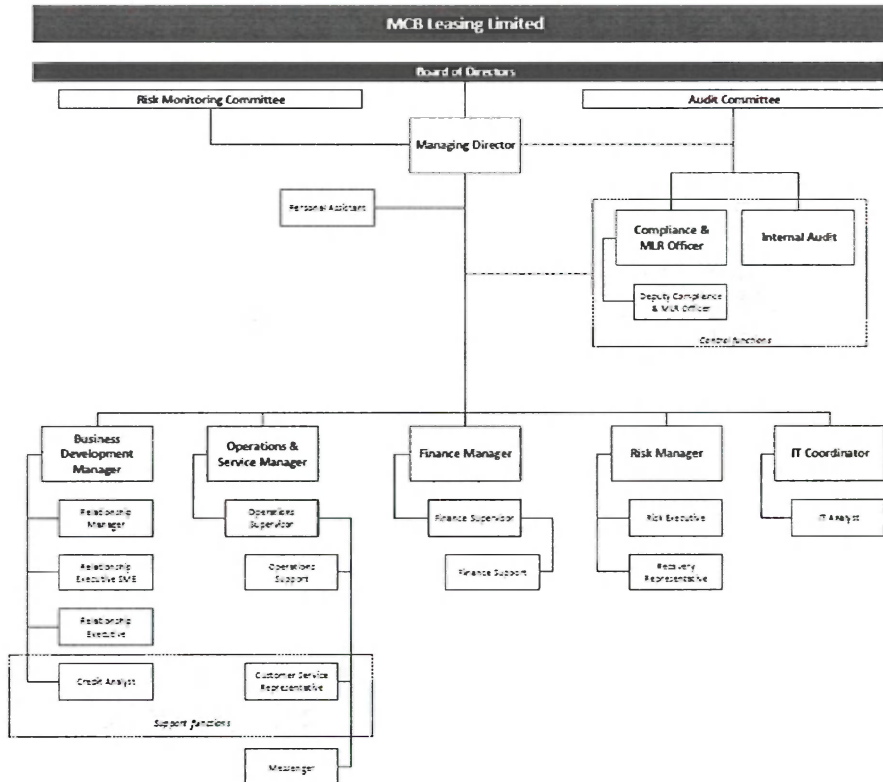 MCB Leasing Limited
Board of Directors
Risk Monitoring Committee
Audit Committee
Managing Director
Personal Assistant
Compliance &
MLR Officer
Internal Audit
Deputy Compliance
& MLR Officer
Control functions
Business
Development
Manager
Operations &
Service Manager
Finance Manager
Risk Manager
IT Coordinator
Relationship
Manager
Operations
Supervisor
Finance Supervisor
Risk Executive
IT Analyst
Relationship
Executive SME
Operations
Support
Finance Support
Recovery
Representative
Relationship
Executive
Credit Analyst
Customer Service
Representative
Support functions
Messenger